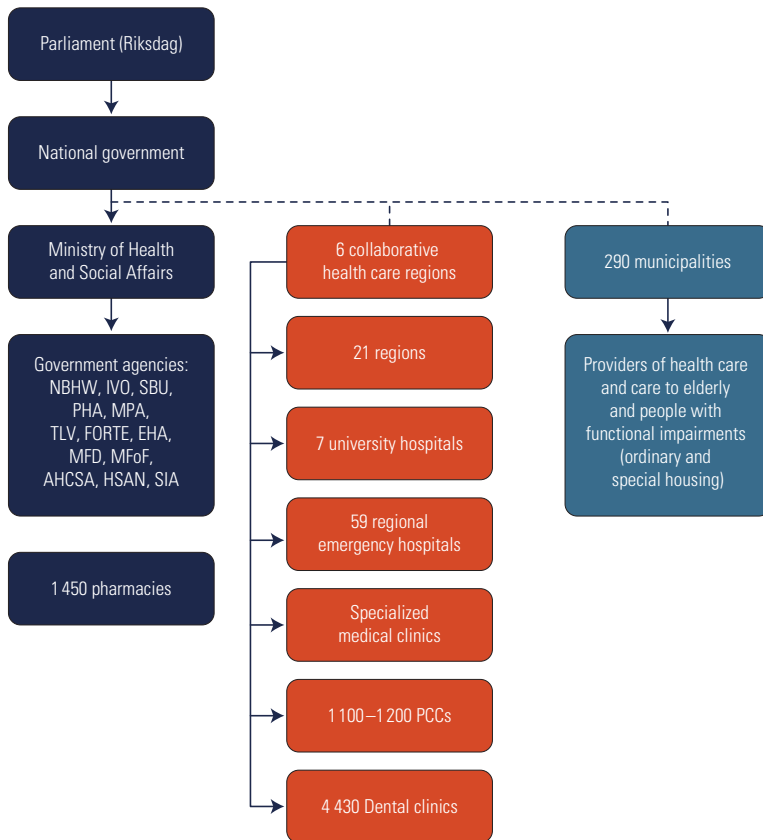 Parliament (Riksdag)
National government
Ministry of Health
and Social Affairs
Government agencies:
NBHW, IVO, SBU,
PHA, MPA,
TLV, FORTE, EHA,
MFD, MFoF,
AHCSA, HSAN, SIA
1 450 pharmacies
6 collaborative
health care regions
21 regions
7 university hospitals
59 regional
emergency hospitals
Specialized
medical clinics
1 100–1 200 PCCs
4 430 Dental clinics
290 municipalities
Providers of health care
and care to elderly
and people with
functional impairments
(ordinary and
special housing)